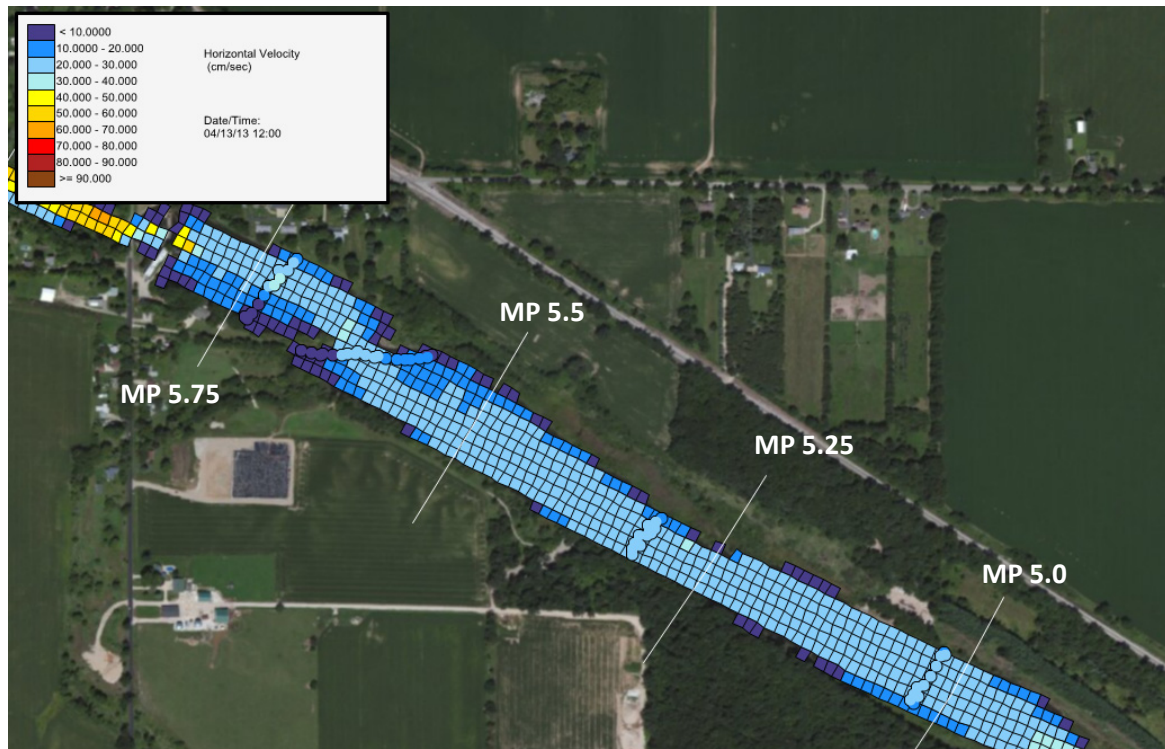 < 10.0000
10.0000 - 20.000
20.000 - 30.000
30.000 - 40.000
40.000 - 50.000
50.000 - 60.000
60.000 - 70.000
70.000 - 80.000
80.000 - 90.000
>= 90.000
Horizontal Velocity
(cm/sec)
Date/Time:
04/13/13 12:00
MP 5.75
MP 5.5
MP 5.25
MP 5.0